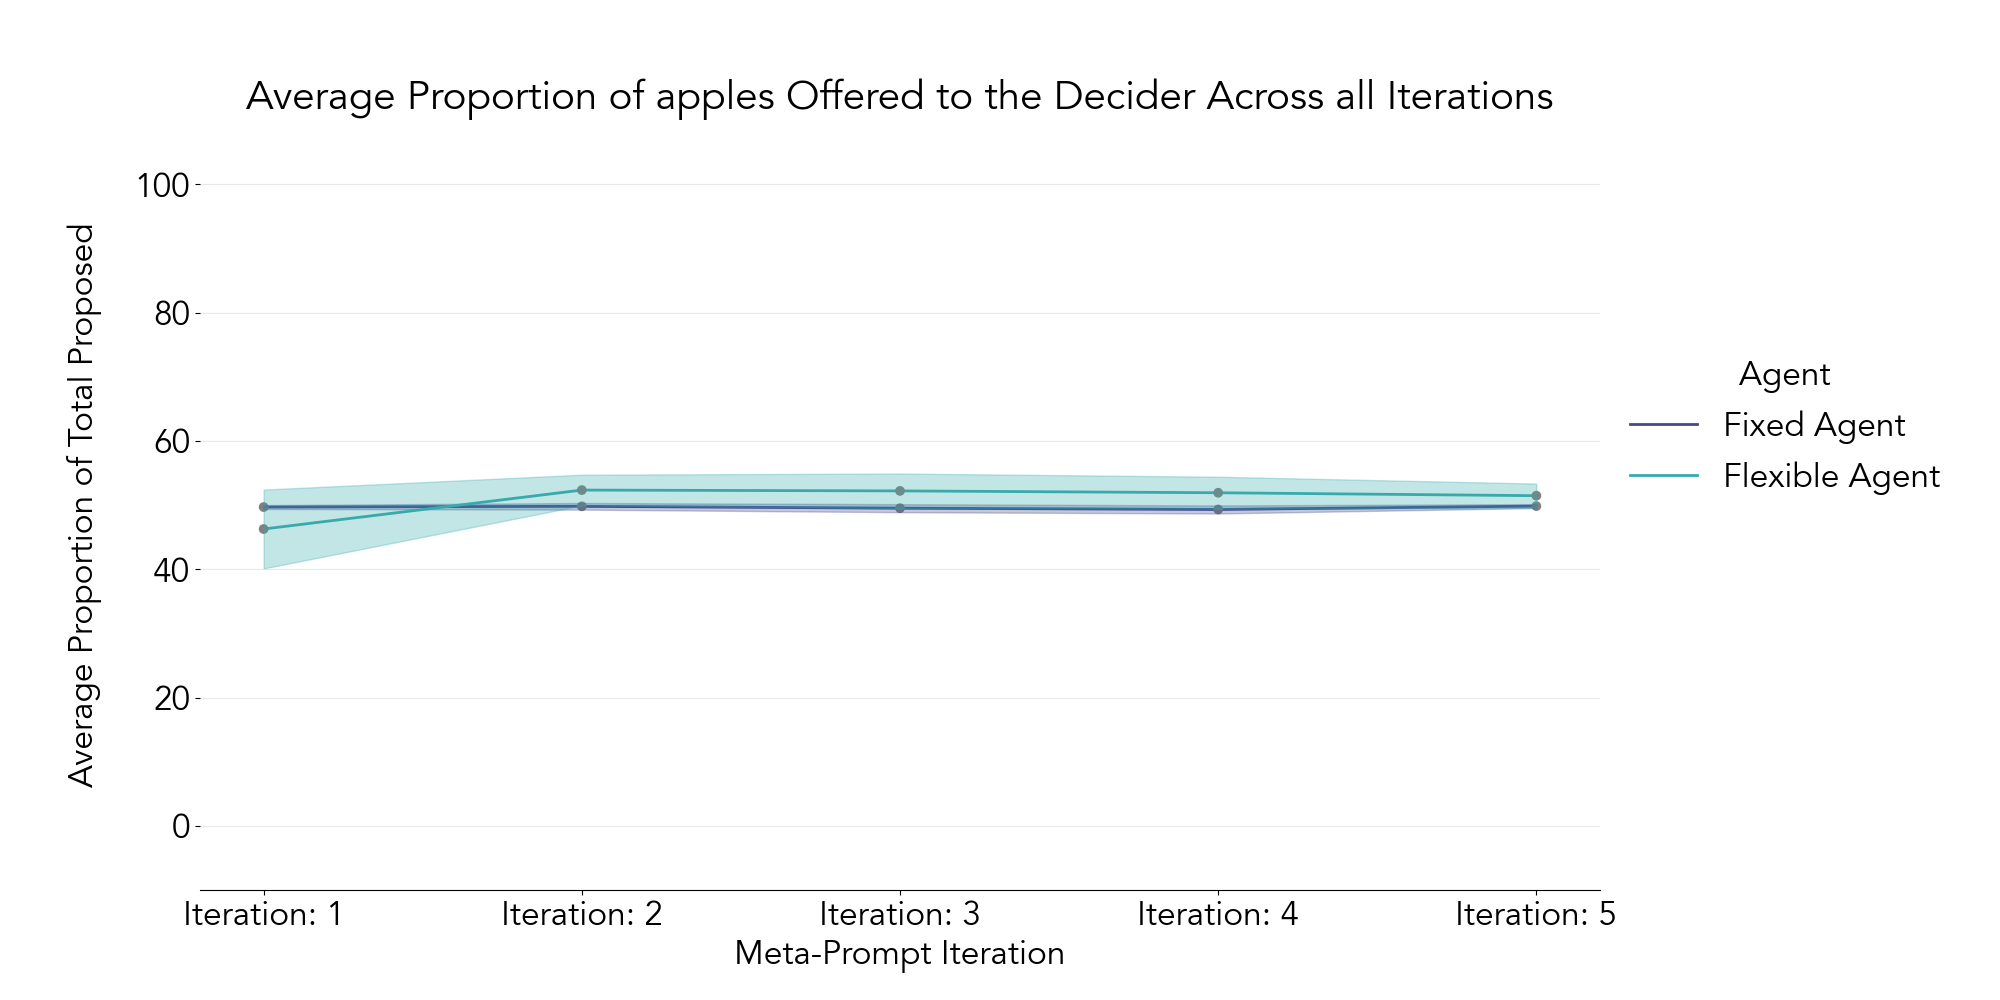 Average Proportion of apples Offered to the Decider Across all Iterations
Average Proportion of Total Proposed
100
80
60
40
20
0
Iteration: 1
Iteration: 2
Iteration: 3
Iteration: 4
Iteration: 5
Meta-Prompt Iteration
Agent
Fixed Agent
Flexible Agent